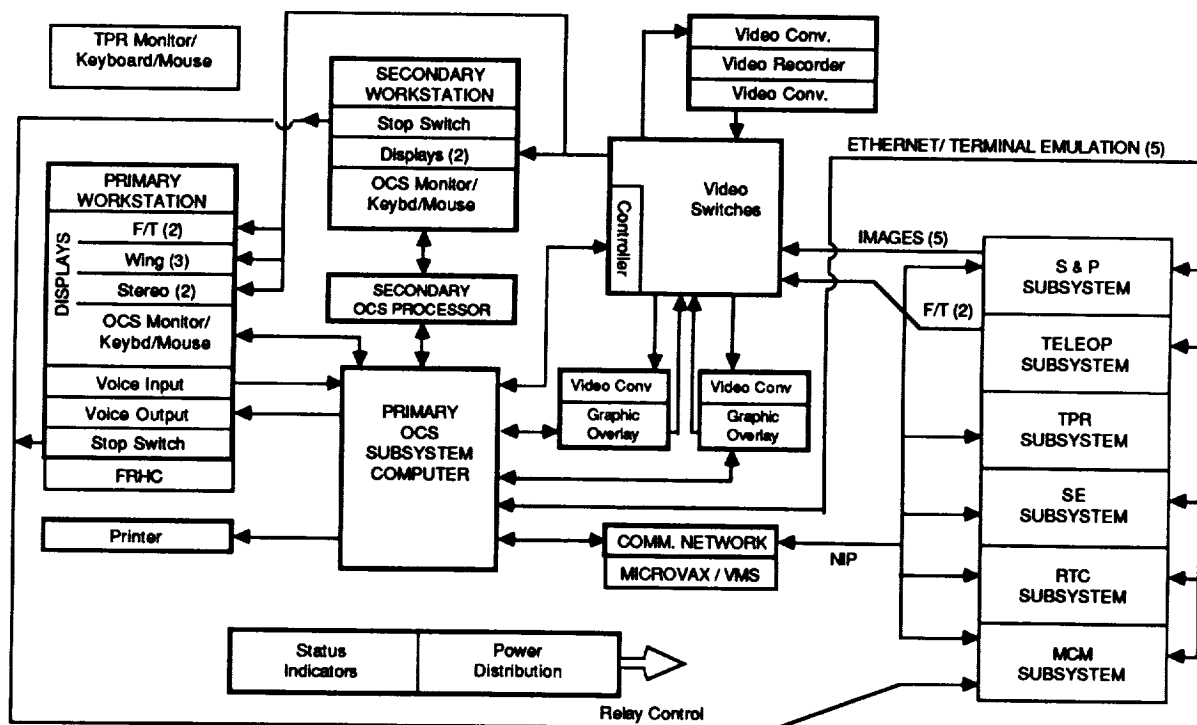 TPR Monitor/
Keyboard/Mouse
SECONDARY
WORKSTATION
Stop Switch
Displays (2)
OCS Monitor/
Keybd/Mouse
Video Conv.
Video Recorder
Video Conv.
ETHERNET/ TERMINAL EMULATION (5)
PRIMARY
WORKSTATION
DISPLAYS
F/T (2)
Wing (3)
Stereo (2)
OCS Monitor/
Keybd/Mouse
Voice Input
Voice Output
Stop Switch
FRHC
Controller
Video
Switches
IMAGES (5)
F/T (2)
SECONDARY
OCS PROCESSOR
PRIMARY
OCS
SUBSYSTEM
COMPUTER
Video Conv
Graphic
Overlay
Video Conv
Graphic
Overlay
S & P
SUBSYSTEM
TELEOP
SUBSYSTEM
TPR
SUBSYSTEM
SE
SUBSYSTEM
RTC
SUBSYSTEM
MCM
SUBSYSTEM
Printer
COMM. NETWORK
MICROVAX / VMS
NIP
Status
Indicators
Power
Distribution
Relay Control